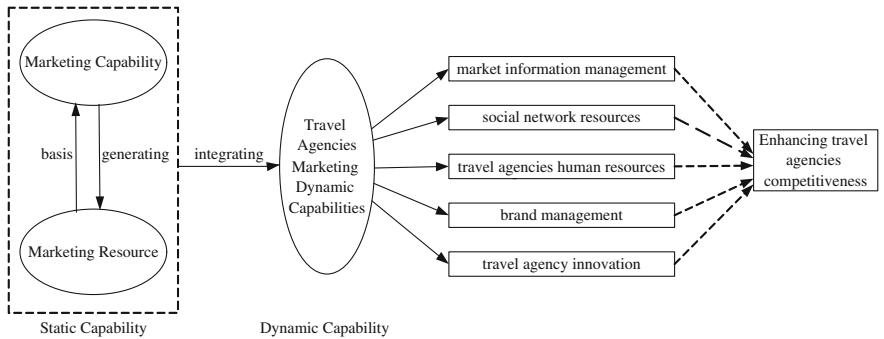 Marketing Capability
basis
generating
Marketing Resource
Static Capability
integrating
Travel
Agencies
Marketing
Dynamic
Capabilities
Dynamic Capability
market information management
social network resources
travel agencies human resources
brand management
travel agency innovation
Enhancing travel
agencies
competitiveness